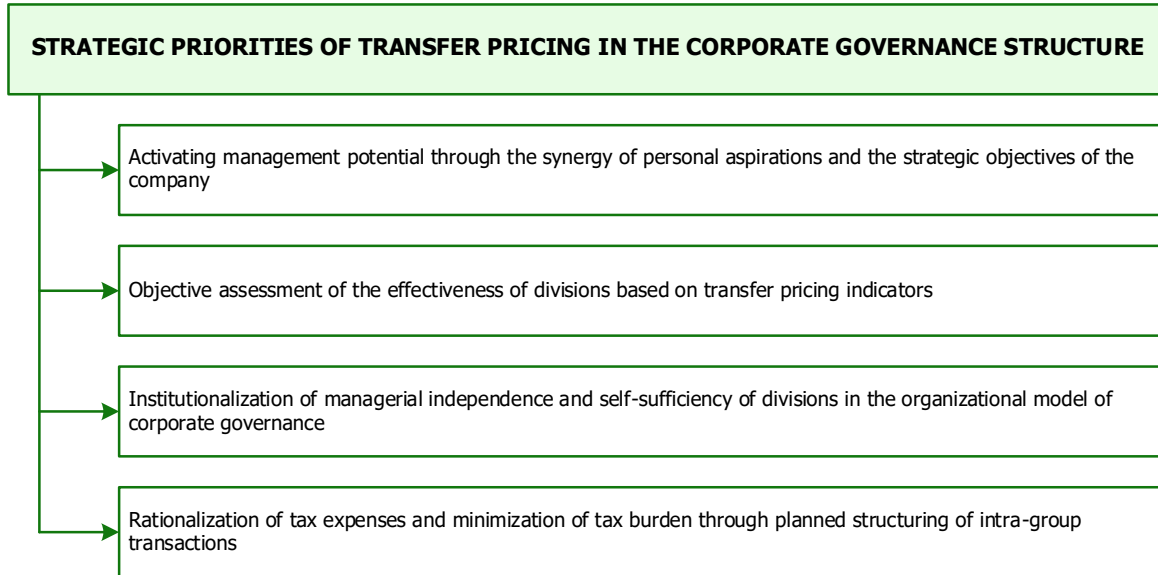 STRATEGIC PRIORITIES OF TRANSFER PRICING IN THE CORPORATE GOVERNANCE STRUCTURE
Activating management potential through the synergy of personal aspirations and the strategic objectives of the
company
Objective assessment of the effectiveness of divisions based on transfer pricing indicators
Institutionalization of managerial independence and self-sufficiency of divisions in the organizational model of
corporate governance
Rationalization of tax expenses and minimization of tax burden through planned structuring of intra-group
transactions